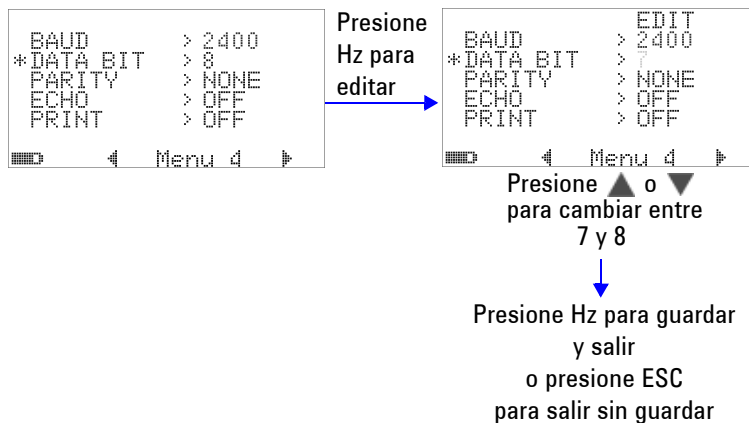 BAUD > 2400
*DATA BIT > 8
PARITY > NONE
ECHO > OFF
PRINT > OFF
Menu 4
Presione
Hz para
editar
EDIT
BAUD > 2400
*DATA BIT > 7
PARITY > NONE
ECHO > OFF
PRINT > OFF
Menu 4
Presione ▲ o ▼
para cambiar entre
7 y 8
Presione Hz para guardar
y salir
o presione ESC
para salir sin guardar